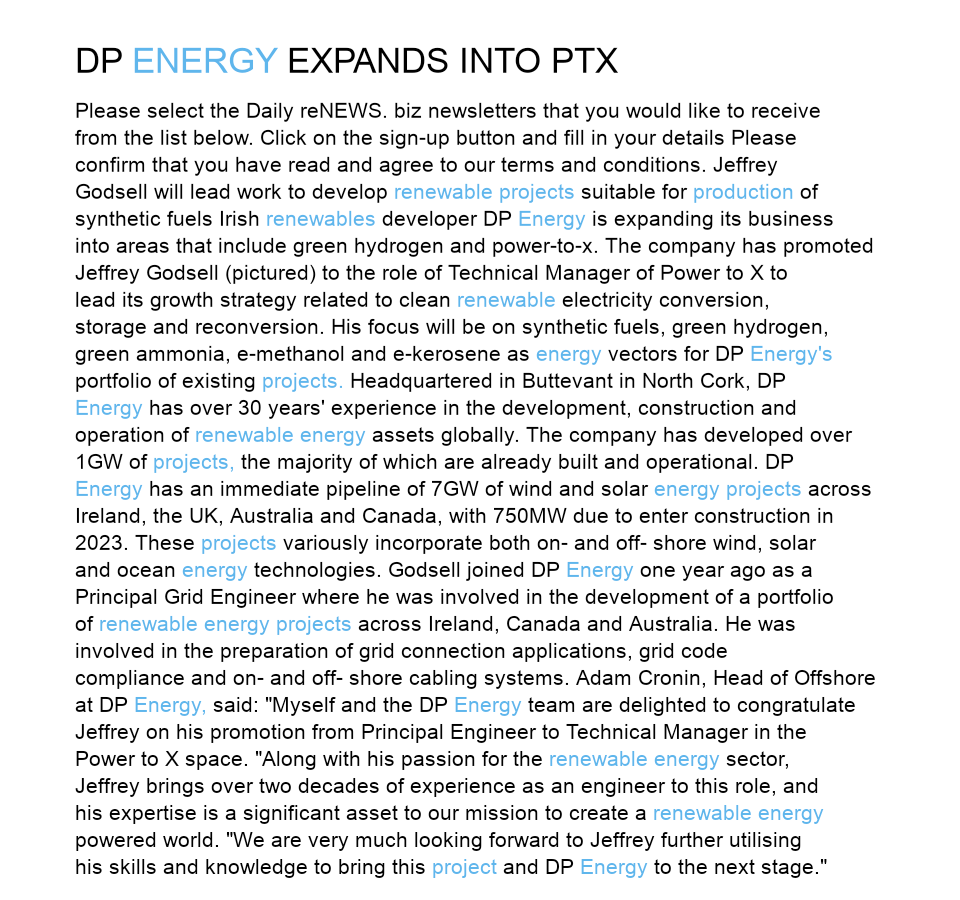 DP ENERGY EXPANDS INTO PTX
Please select the Daily reNEWS. biz newsletters that you would like to receive
from the list below. Click on the sign-up button and fill in your details Please
confirm that you have read and agree to our terms and conditions. Jeffrey
Godsell will lead work to develop renewable projects suitable for production of
synthetic fuels Irish renewables developer DP Energy is expanding its business
into areas that include green hydrogen and power-to-x. The company has promoted
Jeffrey Godsell (pictured) to the role of Technical Manager of Power to X to
lead its growth strategy related to clean renewable electricity conversion,
storage and reconversion. His focus will be on synthetic fuels, green hydrogen,
green ammonia, e-methanol and e-kerosene as energy vectors for DP Energy's
portfolio of existing projects. Headquartered in Buttevant in North Cork, DP
Energy has over 30 years' experience in the development, construction and
operation of renewable energy assets globally. The company has developed over
1GW of projects, the majority of which are already built and operational. DP
Energy has an immediate pipeline of 7GW of wind and solar energy projects across
Ireland, the UK, Australia and Canada, with 750MW due to enter construction in
2023. These projects variously incorporate both on- and off- shore wind, solar
and ocean energy technologies. Godsell joined DP Energy one year ago as a
Principal Grid Engineer where he was involved in the development of a portfolio
of renewable energy projects across Ireland, Canada and Australia. He was
involved in the preparation of grid connection applications, grid code
compliance and on- and off- shore cabling systems. Adam Cronin, Head of Offshore
at DP Energy, said: "Myself and the DP Energy team are delighted to congratulate
Jeffrey on his promotion from Principal Engineer to Technical Manager in the
Power to X space. "Along with his passion for the renewable energy sector,
Jeffrey brings over two decades of experience as an engineer to this role, and
his expertise is a significant asset to our mission to create a renewable energy
powered world. "We are very much looking forward to Jeffrey further utilising
his skills and knowledge to bring this project and DP Energy to the next stage."